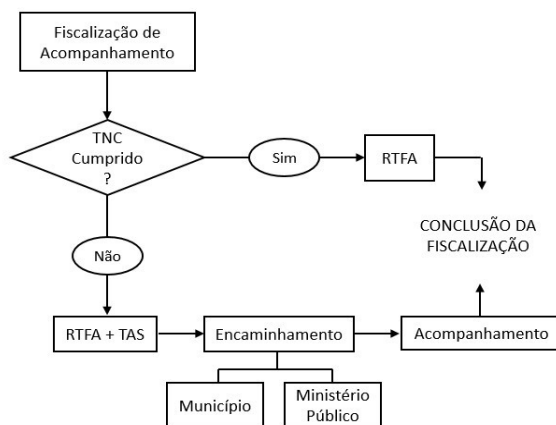 Fiscalização de
Acompanhamento
TNC
Cumprido
?
Sim
RTFA
CONCLUSÃO DA
FISCALIZAÇÃO
Não
RTFA + TAS
Encaminhamento
Acompanhamento
Município
Ministério
Público